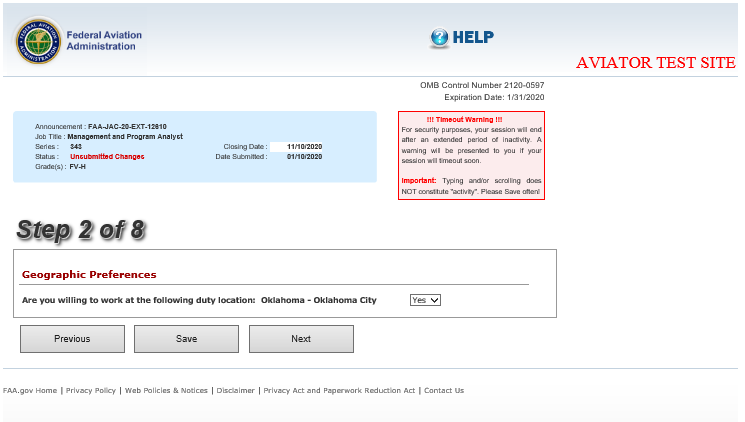 Federal Aviation
Administration
? HELP
AVIATOR TEST SITE
OMB Control Number 2120-0597
Expiration Date: 1/31/2020
Announcement : FAA-JAC-20-EXT-12610
Job Title : Management and Program Analyst
Series : 343 Closing Date : 11/10/2020
Status : Unsubmitted Changes Date Submitted : 01/10/2020
Grade(s) : FV-H
!!! Timeout Warning !!!
For security purposes, your session will end
after an extended period of inactivity. A
warning will be presented to you if your
session will timeout soon.
Important: Typing and/or scrolling does
NOT constitute "activity". Please Save often!
Step 2 of 8
Geographic Preferences
Are you willing to work at the following duty location: Oklahoma - Oklahoma City Yes
Previous Save Next
FAA.gov Home | Privacy Policy | Web Policies & Notices | Disclaimer | Privacy Act and Paperwork Reduction Act | Contact Us